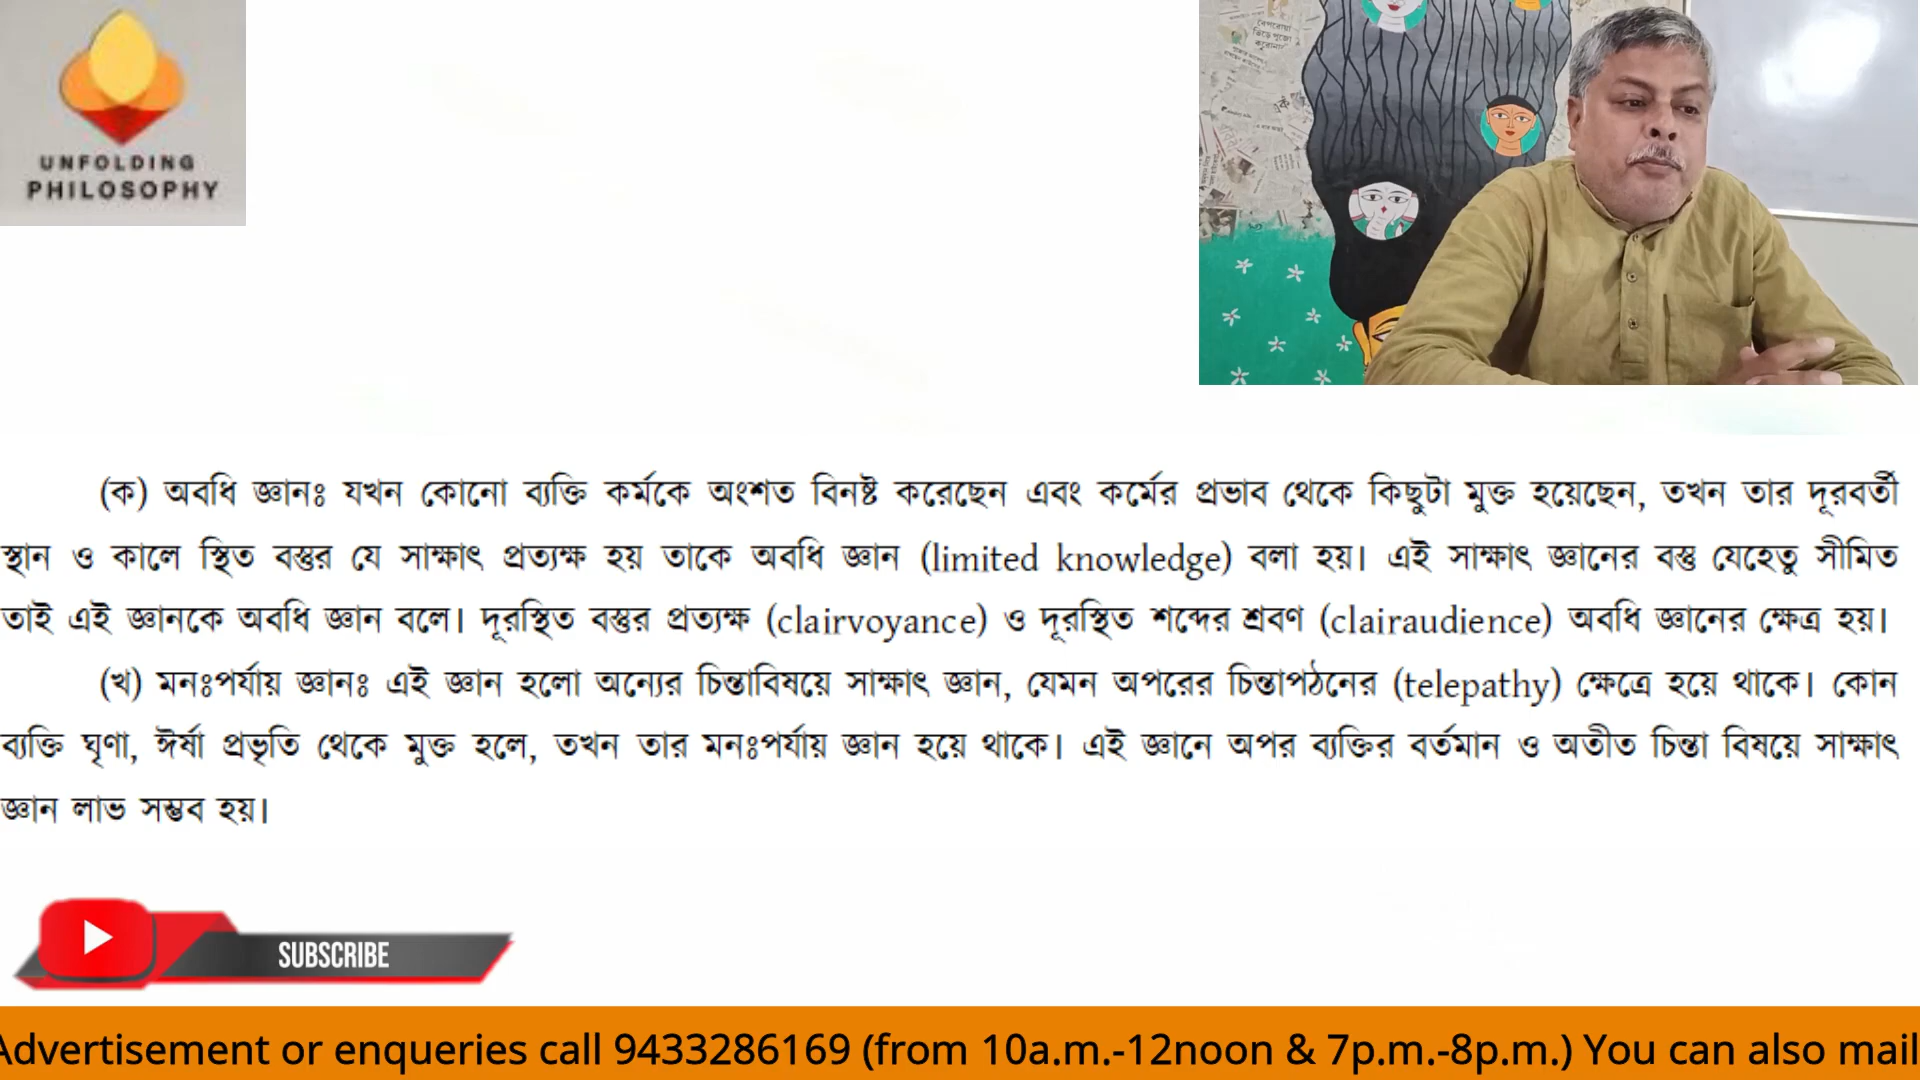 UNFOLDING
PHILOSOPHY
(ক) অবধি জ্ঞানঃ যখন কোনো ব্যক্তি কর্মকে অংশত বিনষ্ট করেছেন এবং কর্মের প্রভাব থেকে কিছুটা মুক্ত হয়েছেন, তখন তার দূরবর্তী
স্থান ও কালে স্থিত বস্তুর যে সাক্ষাৎ প্রত্যক্ষ হয় তাকে অবধি জ্ঞান (limited knowledge) বলা হয়। এই সাক্ষাৎ জ্ঞানের বস্তু যেহেতু সীমিত
তাই এই জ্ঞানকে অবধি জ্ঞান বলে। দূরস্থিত বস্তুর প্রত্যক্ষ (clairvoyance) ও দূরস্থিত শব্দের শ্রবণ (clairaudience) অবধি জ্ঞানের ক্ষেত্র হয়।
(খ) মনঃপর্যায় জ্ঞানঃ এই জ্ঞান হলো অন্যের চিন্তাবিষয়ে সাক্ষাৎ জ্ঞান, যেমন অপরের চিন্তাপঠনের (telepathy) ক্ষেত্রে হয়ে থাকে। কোন
ব্যক্তি ঘৃণা, ঈর্ষা প্রভৃতি থেকে মুক্ত হলে, তখন তার মনঃপর্যায় জ্ঞান হয়ে থাকে। এই জ্ঞানে অপর ব্যক্তির বর্তমান ও অতীত চিন্তা বিষয়ে সাক্ষাৎ
জ্ঞান লাভ সম্ভব হয়।
SUBSCRIBE
Advertisement or enqueries call 9433286169 (from 10a.m.-12noon & 7p.m.-8p.m.) You can also mail